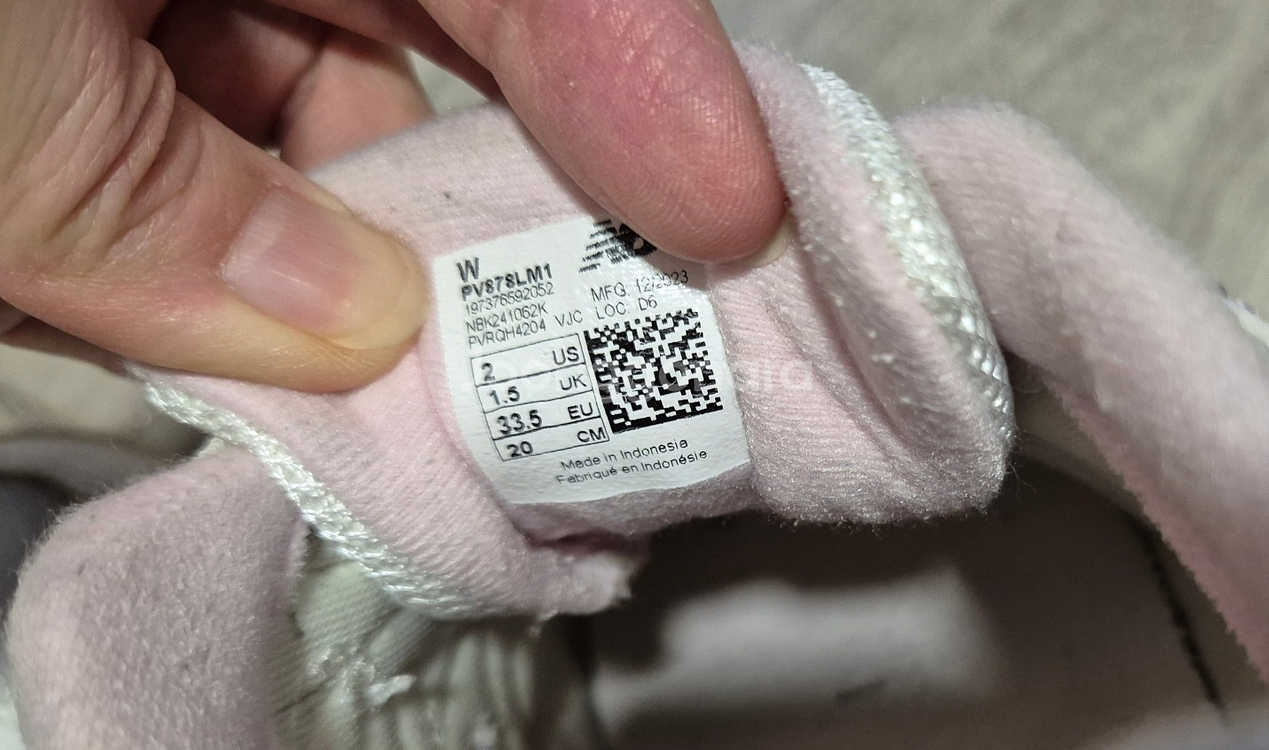 W
PV878LM1
197376592052
NBK241062K
PVRQH4204 VJC
MFG: 12/2023
LOC: D6
2 US
1.5 UK
33.5 EU
20 CM
Made in Indonesia
Fabriqué en Indonésie